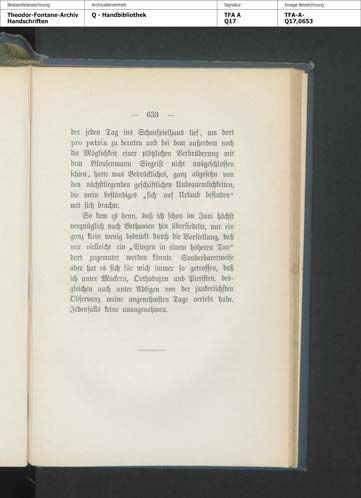 Bestandsbezeichnung
Theodor-Fontane-Archiv
Handschriften
Archivalieneinheit
Q - Handbibliothek
Signatur
TFA A
Q17
Image Bezeichnung
TFA-A-
Q17,0653
— 633 —
der jeden Tag ins Schauspielhaus lief, um dort
pro patria zu beraten und bei dem außerdem noch
die Möglichkeit einer plötzlichen Verbrüderung mit
dem Blousenmann Siegrist nicht ausgeschlossen
schien, hatte was Bedrückliches, ganz abgesehn von
den nächstliegenden geschäftlichen Unbequemlichkeiten,
die mein beständiges „sich auf Urlaub befinden“
mit sich brachte.
So kam es denn, daß ich schon im Juni höchst
vergnüglich nach Bethanien hin übersiedelte, nur ein
ganz klein wenig bedrückt durch die Vorstellung, daß
mir vielleicht ein „Singen in einem höheren Ton“
dort zugemutet werden könnte. Sonderbarerweise
aber hat es sich für mich immer so getroffen, daß
ich unter Muckern, Orthodoxen und Pietisten, des-
gleichen auch unter Adligen von der junkerlichsten
Observanz meine angenehmsten Tage verlebt habe.
Jedenfalls keine unangenehmen.